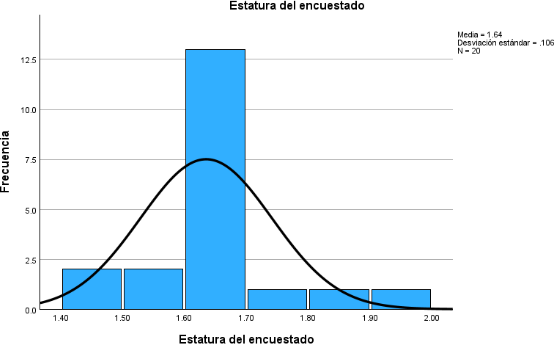 Estatura del encuestado
Media = 1.64
Desviación estándar = .106
N = 20
Frecuencia
12.5
10.0
7.5
5.0
2.5
0.0
1.40 1.50 1.60 1.70 1.80 1.90 2.00
Estatura del encuestado